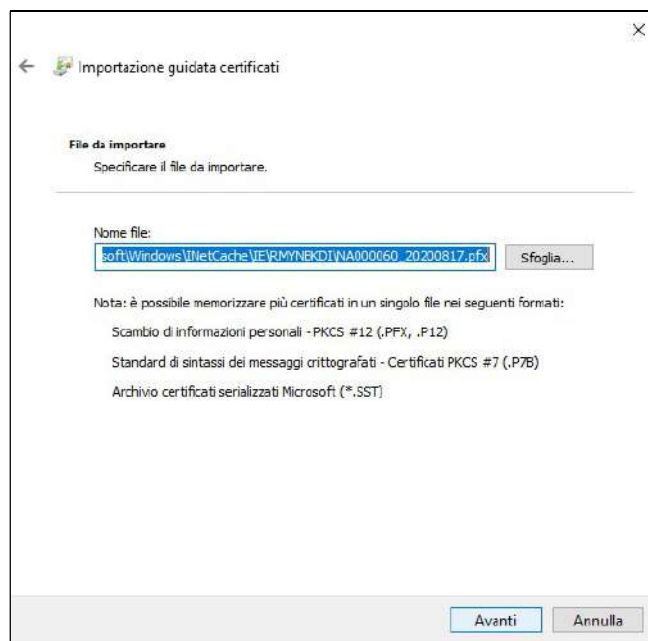 Importazione guidata certificati
File da importare
Specificare il file da importare.
Nome file:
soft\Windows\INetCache\IE\RMYNEKDI\NA000060_20200817.pfx
Sfoglia...
Nota: è possibile memorizzare più certificati in un singolo file nei seguenti formati:
Scambio di informazioni personali - PKCS #12 (.PFX, .P12)
Standard di sintassi dei messaggi crittografati - Certificati PKCS #7 (.P7B)
Archivio certificati serializzati Microsoft (*.SST)
Avanti
Annulla